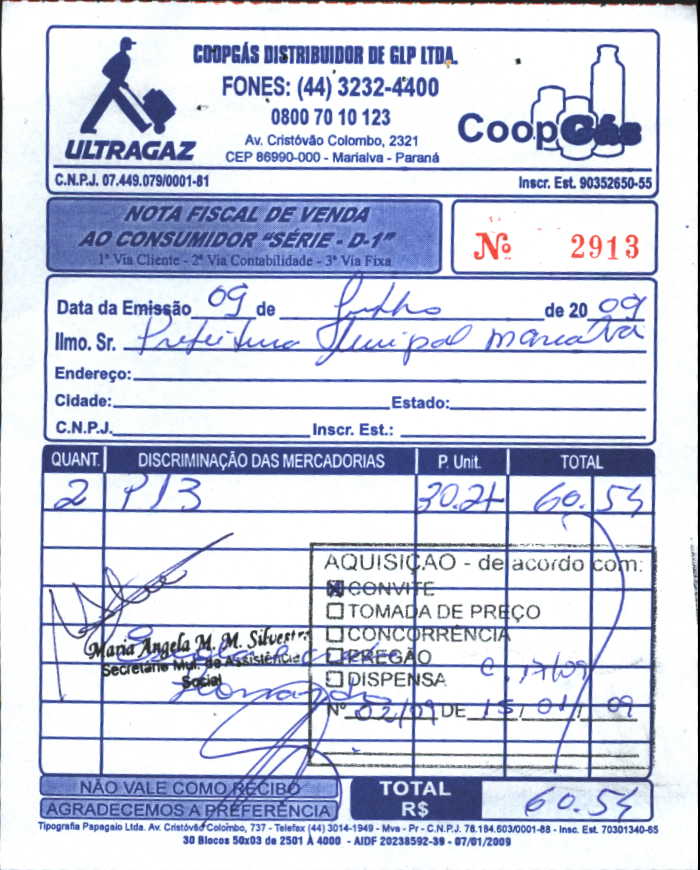 COOPGÁS DISTRIBUIDOR DE GLP LTDA.
FONES: (44) 3232-4400
0800 70 10 123
Av. Cristóvão Colombo, 2321
CEP 86990-000 - Marialva - Paraná
ULTRAGAZ
CoopGás
C.N.P.J. 07.449.079/0001-81
Inscr. Est. 90352650-55
NOTA FISCAL DE VENDA
AO CONSUMIDOR "SÉRIE - D-1"
1ª Via Cliente - 2ª Via Contabilidade - 3ª Via Fixa
Nº 2913
Data da Emissão 09 de Julho de 20 09
Ilmo. Sr. Prefeitura Municipal Marialva
Endereço:
Cidade: Estado:
C.N.P.J. Inscr. Est.:
QUANT. DISCRIMINAÇÃO DAS MERCADORIAS P. Unit. TOTAL
2 P13 30.27 60.54
AQUISIÇÃO - de acordo com:
CONVITE
TOMADA DE PREÇO
CONCORRÊNCIA
PREGÃO
DISPENSA C. 17/09
Nº 02/09 DE 15/01/09
Maria Angela M. M. Silvestri
Secretária Mul. de Assistência
Social
NÃO VALE COMO RECIBO
AGRADECEMOS A PREFERÊNCIA
TOTAL
R$ 60.54
Tipografia Papagaio Ltda. Av. Cristóvão Colombo, 737 - Telefax (44) 3014-1949 - Mva - Pr - C.N.P.J. 78.184.603/0001-88 - Insc. Est. 70301340-65
30 Blocos 50x03 de 2501 À 4000 - AIDF 20238592-39 - 07/01/2009